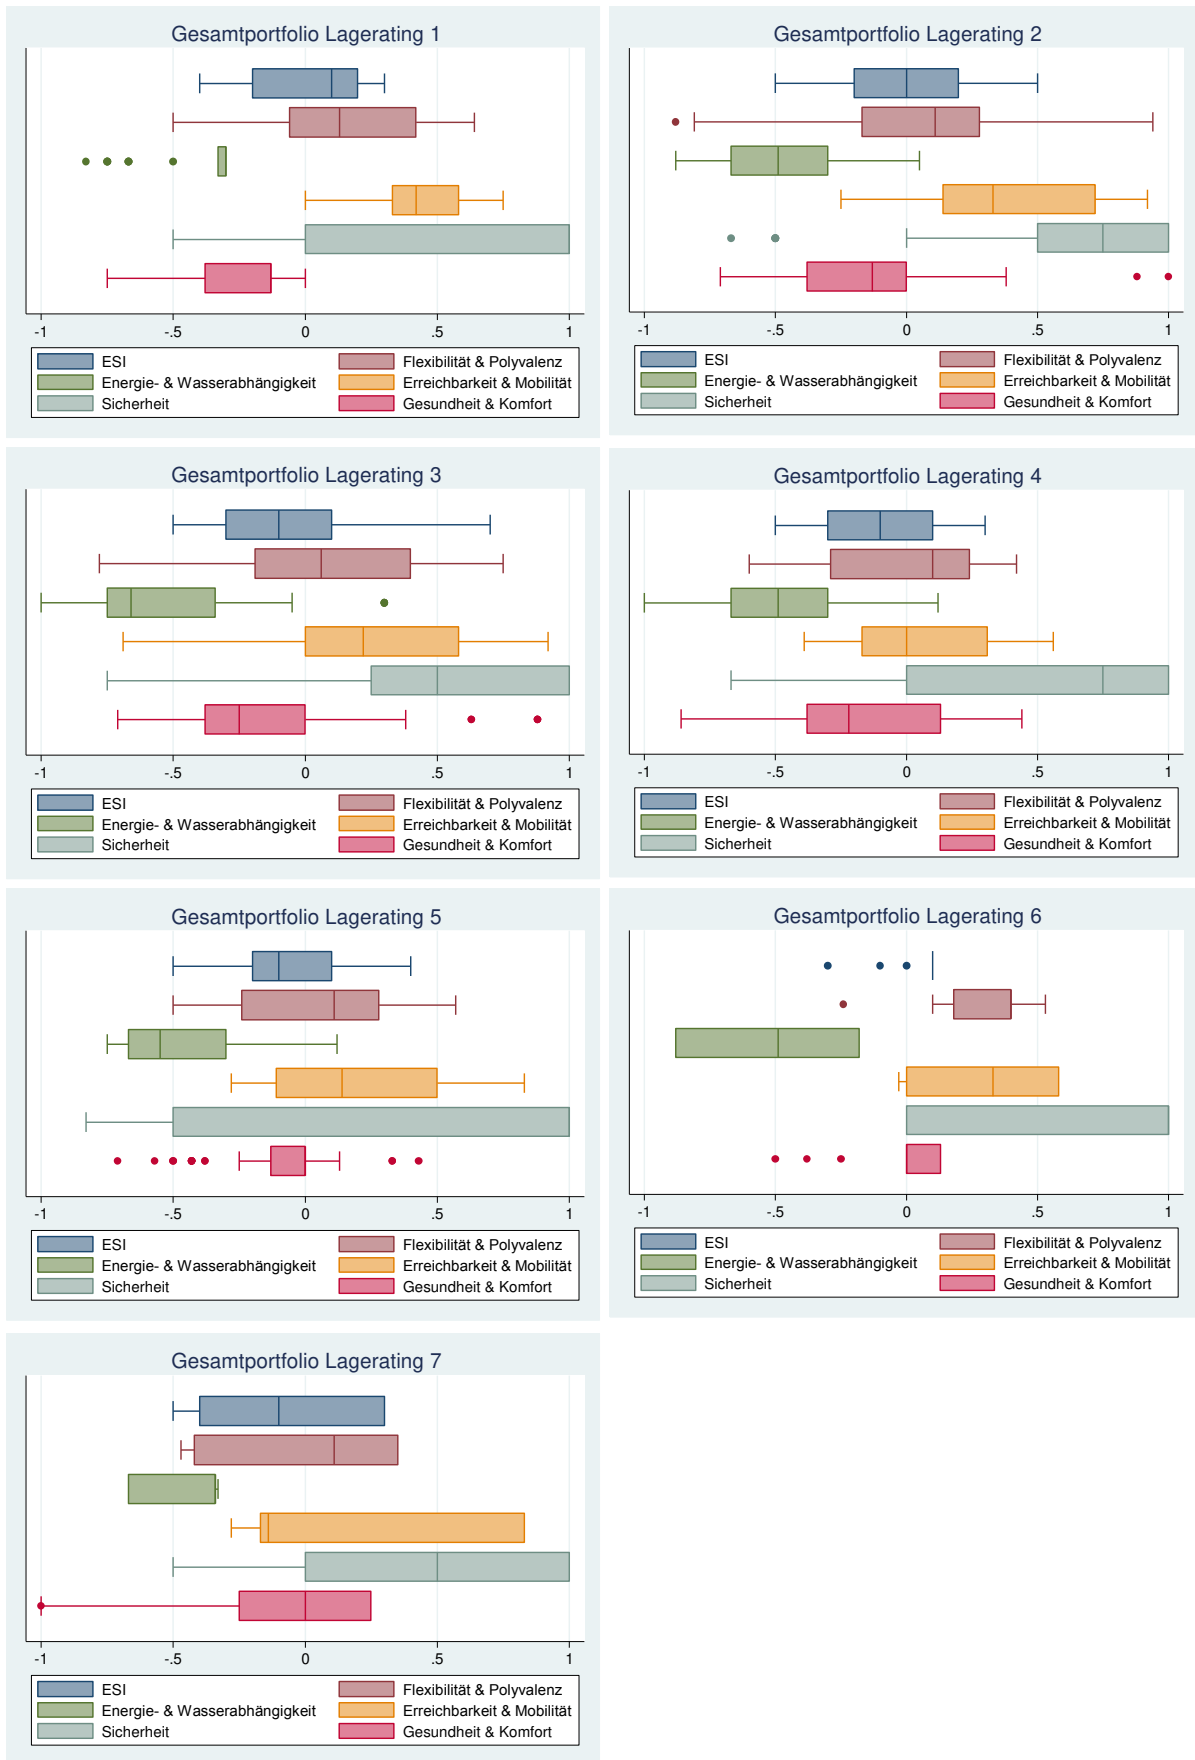 Gesamtportfolio Lagerating 1
-1 -.5 0 .5 1
ESI Flexibilität & Polyvalenz
Energie- & Wasserabhängigkeit Erreichbarkeit & Mobilität
Sicherheit Gesundheit & Komfort
Gesamtportfolio Lagerating 2
-1 -.5 0 .5 1
ESI Flexibilität & Polyvalenz
Energie- & Wasserabhängigkeit Erreichbarkeit & Mobilität
Sicherheit Gesundheit & Komfort
Gesamtportfolio Lagerating 3
-1 -.5 0 .5 1
ESI Flexibilität & Polyvalenz
Energie- & Wasserabhängigkeit Erreichbarkeit & Mobilität
Sicherheit Gesundheit & Komfort
Gesamtportfolio Lagerating 4
-1 -.5 0 .5 1
ESI Flexibilität & Polyvalenz
Energie- & Wasserabhängigkeit Erreichbarkeit & Mobilität
Sicherheit Gesundheit & Komfort
Gesamtportfolio Lagerating 5
-1 -.5 0 .5 1
ESI Flexibilität & Polyvalenz
Energie- & Wasserabhängigkeit Erreichbarkeit & Mobilität
Sicherheit Gesundheit & Komfort
Gesamtportfolio Lagerating 6
-1 -.5 0 .5 1
ESI Flexibilität & Polyvalenz
Energie- & Wasserabhängigkeit Erreichbarkeit & Mobilität
Sicherheit Gesundheit & Komfort
Gesamtportfolio Lagerating 7
-1 -.5 0 .5 1
ESI Flexibilität & Polyvalenz
Energie- & Wasserabhängigkeit Erreichbarkeit & Mobilität
Sicherheit Gesundheit & Komfort